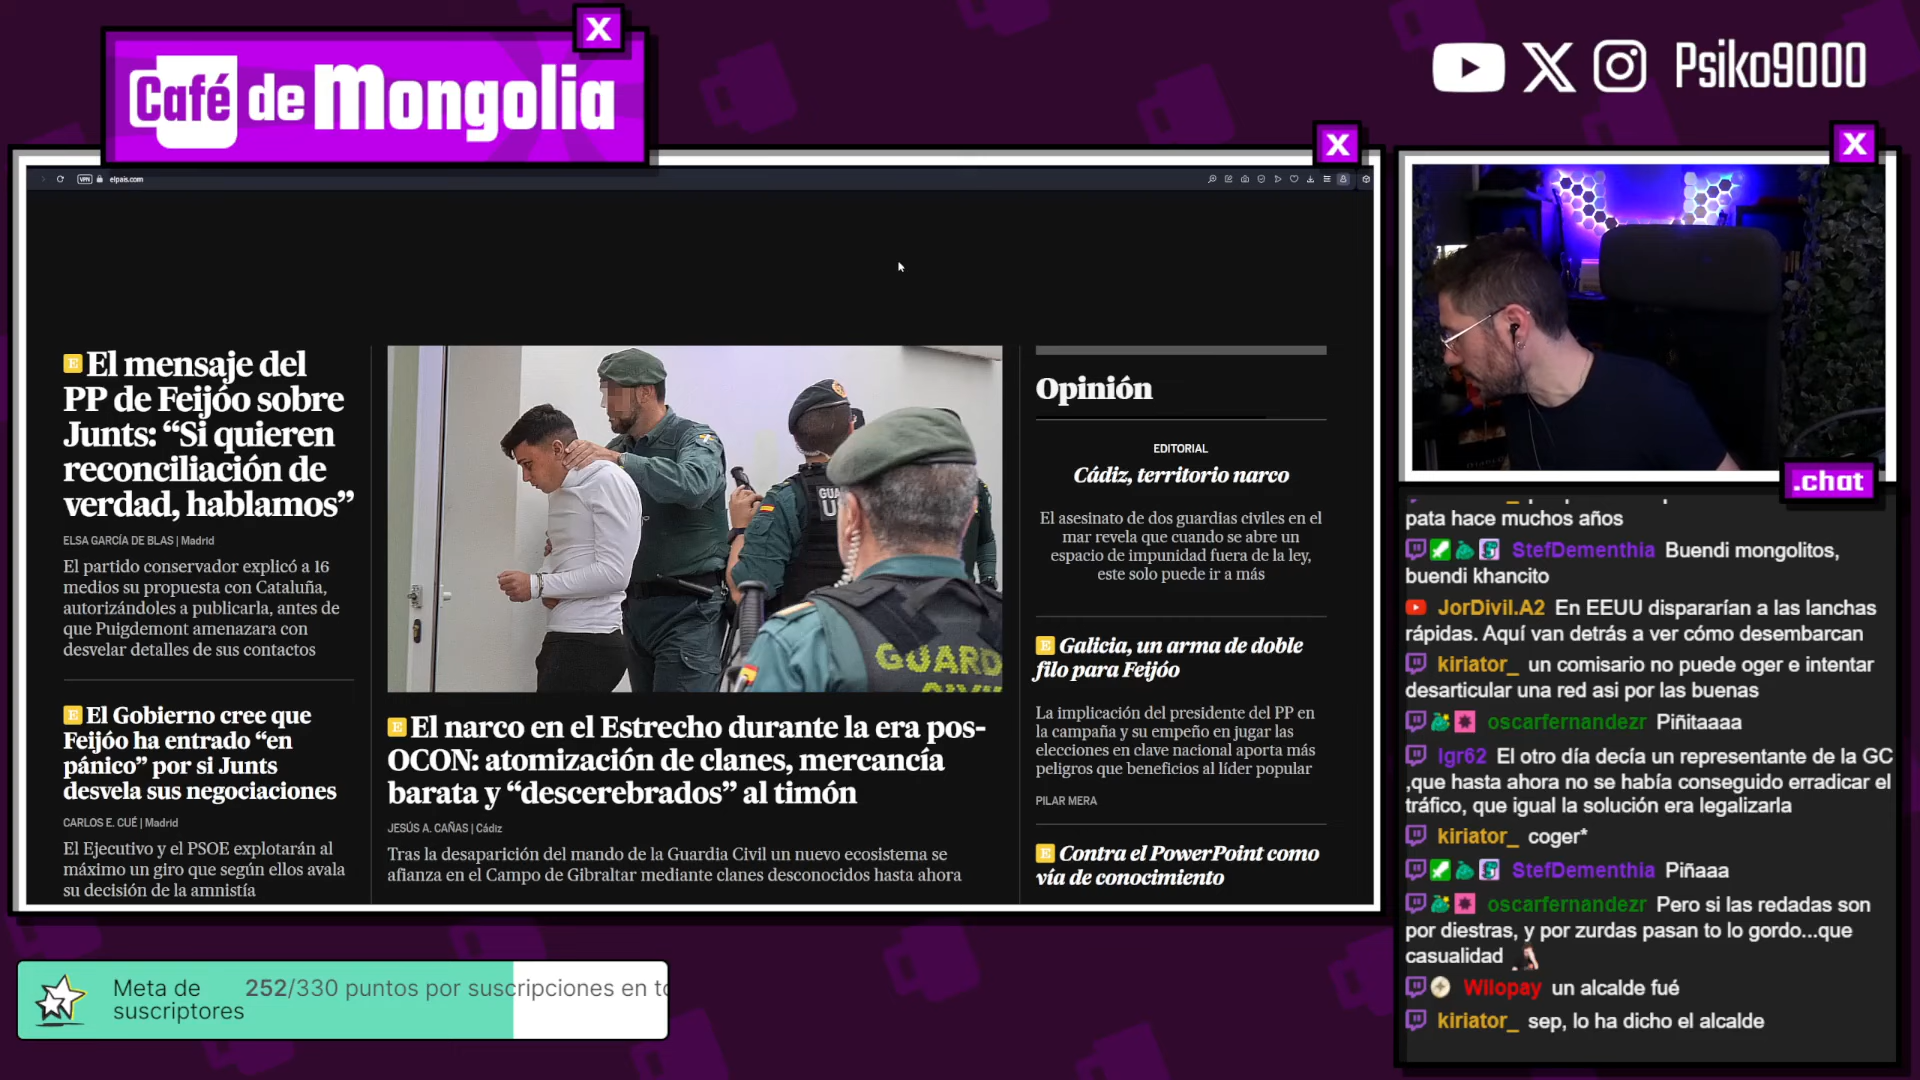 X
Café de Mongolia
Psiko9000
X
X
VPN
elpais.com
E El mensaje del
PP de Feijóo sobre
Junts: “Si quieren
reconciliación de
verdad, hablamos”
ELSA GARCÍA DE BLAS | Madrid
El partido conservador explicó a 16
medios su propuesta con Cataluña,
autorizándoles a publicarla, antes de
que Puigdemont amenazara con
desvelar detalles de sus contactos
E El Gobierno cree que
Feijóo ha entrado “en
pánico” por si Junts
desvela sus negociaciones
CARLOS E. CUÉ | Madrid
El Ejecutivo y el PSOE explotarán al
máximo un giro que según ellos avala
su decisión de la amnistía
E El narco en el Estrecho durante la era pos-
OCON: atomización de clanes, mercancía
barata y “descerebrados” al timón
JESÚS A. CAÑAS | Cádiz
Tras la desaparición del mando de la Guardia Civil un nuevo ecosistema se
afianza en el Campo de Gibraltar mediante clanes desconocidos hasta ahora
Opinión
EDITORIAL
Cádiz, territorio narco
El asesinato de dos guardias civiles en el
mar revela que cuando se abre un
espacio de impunidad fuera de la ley,
este solo puede ir a más
E Galicia, un arma de doble
filo para Feijóo
La implicación del presidente del PP en
la campaña y su empeño en jugar las
elecciones en clave nacional aporta más
peligros que beneficios al líder popular
PILAR MERA
E Contra el PowerPoint como
vía de conocimiento
.chat
pata hace muchos años
StefDementhia Buendi mongolitos,
buendi khancito
JorDivil.A2 En EEUU dispararían a las lanchas
rápidas. Aquí van detrás a ver cómo desembarcan
kiriator_ un comisario no puede oger e intentar
desarticular una red asi por las buenas
oscarfernandezr Piñitaaaa
Igr62 El otro día decía un representante de la GC
,que hasta ahora no se había conseguido erradicar el
tráfico, que igual la solución era legalizarla
kiriator_ coger*
StefDementhia Piñaaa
oscarfernandezr Pero si las redadas son
por diestras, y por zurdas pasan to lo gordo...que
casualidad
Wilopay un alcalde fué
kiriator_ sep, lo ha dicho el alcalde
Meta de
suscriptores
252/330 puntos por suscripciones en to